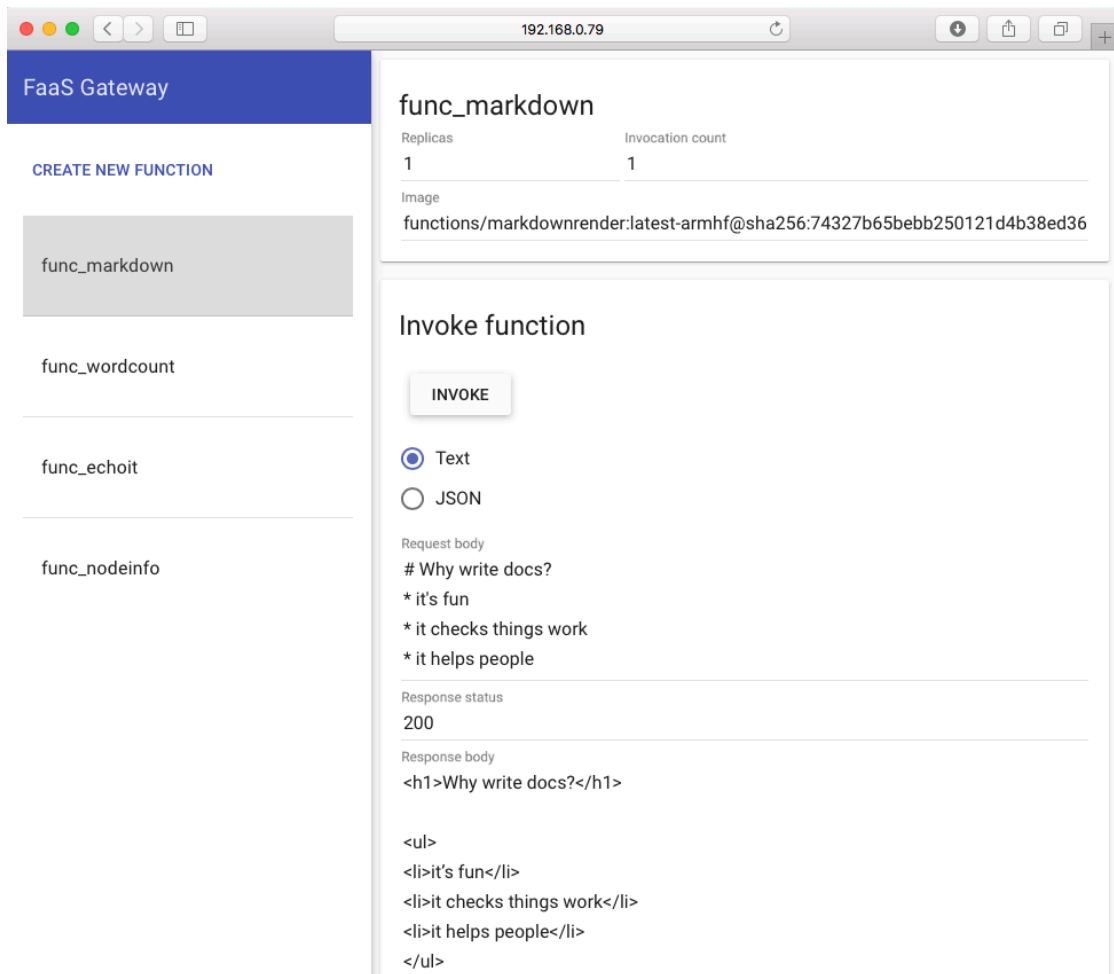 192.168.0.79
FaaS Gateway
CREATE NEW FUNCTION
func_markdown
func_wordcount
func_echoit
func_nodeinfo
func_markdown
Replicas
1
Invocation count
1
Image
functions/markdownrender:latest-armhf@sha256:74327b65bebb250121d4b38ed36
Invoke function
INVOKE
Text
JSON
Request body
# Why write docs?
* it's fun
* it checks things work
* it helps people
Response status
200
Response body
<h1>Why write docs?</h1>
<ul>
<li>it’s fun</li>
<li>it checks things work</li>
<li>it helps people</li>
</ul>